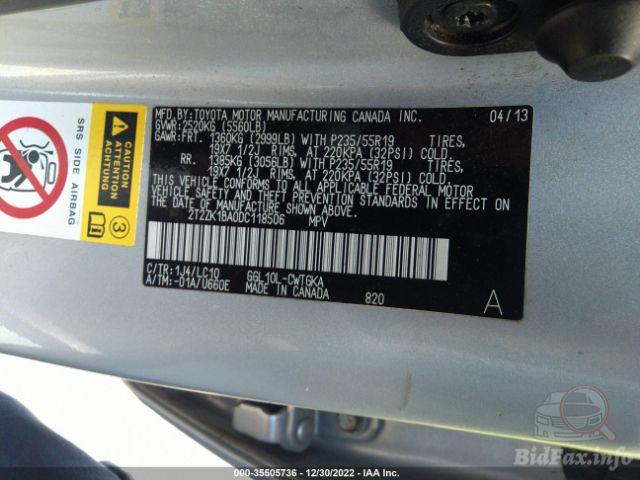 MFD.BY:TOYOTA MOTOR MANUFACTURING CANADA INC. 04/13
GVWR:2520KG (5560LB)
GAWR:FRT. 1360KG (2999LB) WITH P235/55R19 TIRES,
19X7 1/2J RIMS, AT 220KPA (32PSI) COLD.
RR. 1385KG (3056LB) WITH P235/55R19 TIRES,
19X7 1/2J RIMS, AT 220KPA (32PSI) COLD.
THIS VEHICLE CONFORMS TO ALL APPLICABLE FEDERAL MOTOR
VEHICLE SAFETY AND THEFT PREVENTION STANDARDS IN EFFECT ON
THE DATE OF MANUFACTURE SHOWN ABOVE.
2T2ZK1BA0DC118506 MPV
C/TR:1J4/LC10 GGL10L-CWTGKA
A/TM:-01A/U660E MADE IN CANADA 820 A
SRS SIDE AIRBAG
000-35505736 - 12/30/2022 - IAA Inc.
BidFax.info